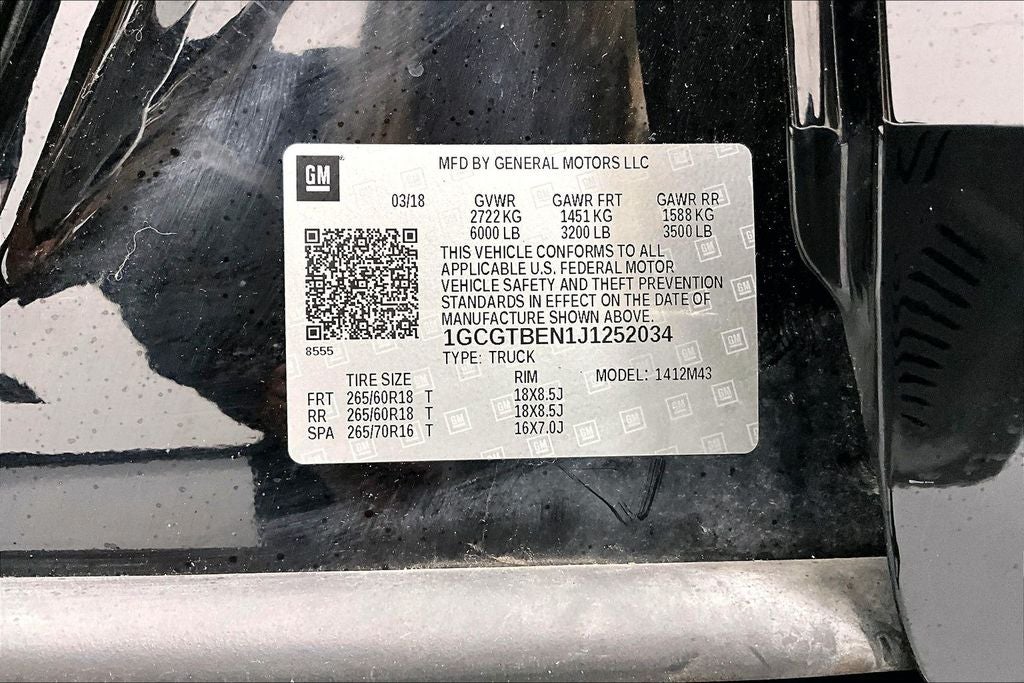 GM
MFD BY GENERAL MOTORS LLC
03/18 GVWR GAWR FRT GAWR RR
2722 KG 1451 KG 1588 KG
6000 LB 3200 LB 3500 LB
THIS VEHICLE CONFORMS TO ALL
APPLICABLE U.S. FEDERAL MOTOR
VEHICLE SAFETY AND THEFT PREVENTION
STANDARDS IN EFFECT ON THE DATE OF
MANUFACTURE SHOWN ABOVE.
1GCGTBEN1J1252034
8555
TYPE: TRUCK
TIRE SIZE RIM MODEL: 1412M43
FRT 265/60R18 T 18X8.5J
RR 265/60R18 T 18X8.5J
SPA 265/70R16 T 16X7.0J